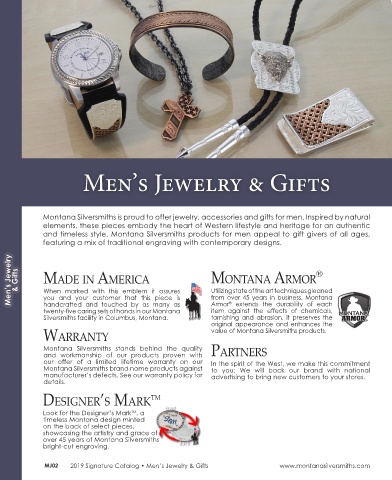 Men's Jewelry & Gifts
Montana Silversmiths is proud to offer jewelry, accessories and gifts for men. Inspired by natural
elements, these pieces embody the heart of Western lifestyle and heritage for an authentic
and timeless style. Montana Silversmiths products for men appeal to gift givers of all ages,
featuring a mix of traditional engraving with contemporary designs.
Men's Jewelry
& Gifts
Made in America
When marked with this emblem it assures
you and your customer that this piece is
handcrafted and touched by as many as
twenty-five caring sets of hands in our Montana
Silversmiths facility in Columbus, Montana.
Warranty
Montana Silversmiths stands behind the quality
and workmanship of our products proven with
our offer of a limited lifetime warranty on our
Montana Silversmiths brand name products against
manufacturer's defects. See our warranty policy for
details.
Designer's Mark™
Look for the Designer's Mark™, a
timeless Montana design minted
on the back of select pieces,
showcasing the artistry and grace of
over 45 years of Montana Silversmiths
bright-cut engraving.
Montana Armor®
Utilizing state of the art techniques gleaned
from over 45 years in business, Montana
Armor® extends the durability of each
item against the effects of chemicals,
tarnishing and abrasion. It preserves the
original appearance and enhances the
value of Montana Silversmiths products.
MONTANA
ARMOR
Partners
In the spirit of the West, we make this commitment
to you: We will back our brand with national
advertising to bring new customers to your stores.
MJ02 2019 Signature Catalog • Men's Jewelry & Gifts www.montanasilversmiths.com